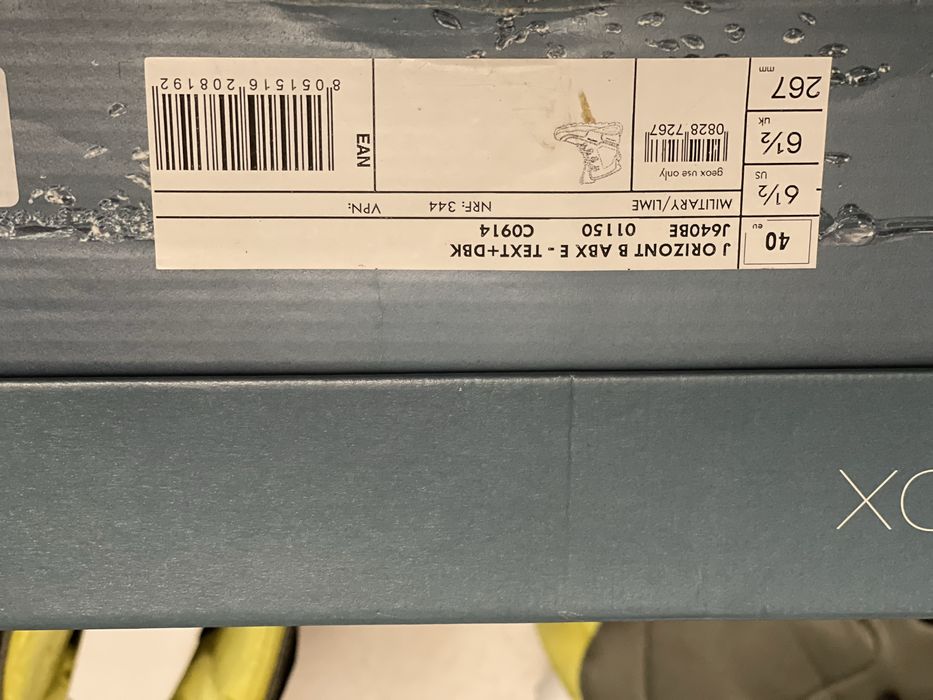 40 eu
6½ US
6½ UK
267 mm
J ORIZONT B ABX E - TEXT+DBK
J640BE 01150 C0914
MILITARY/LIME NRF: 344 VPN:
geox use only
0828 7267
EAN
8 051516 208192
OX